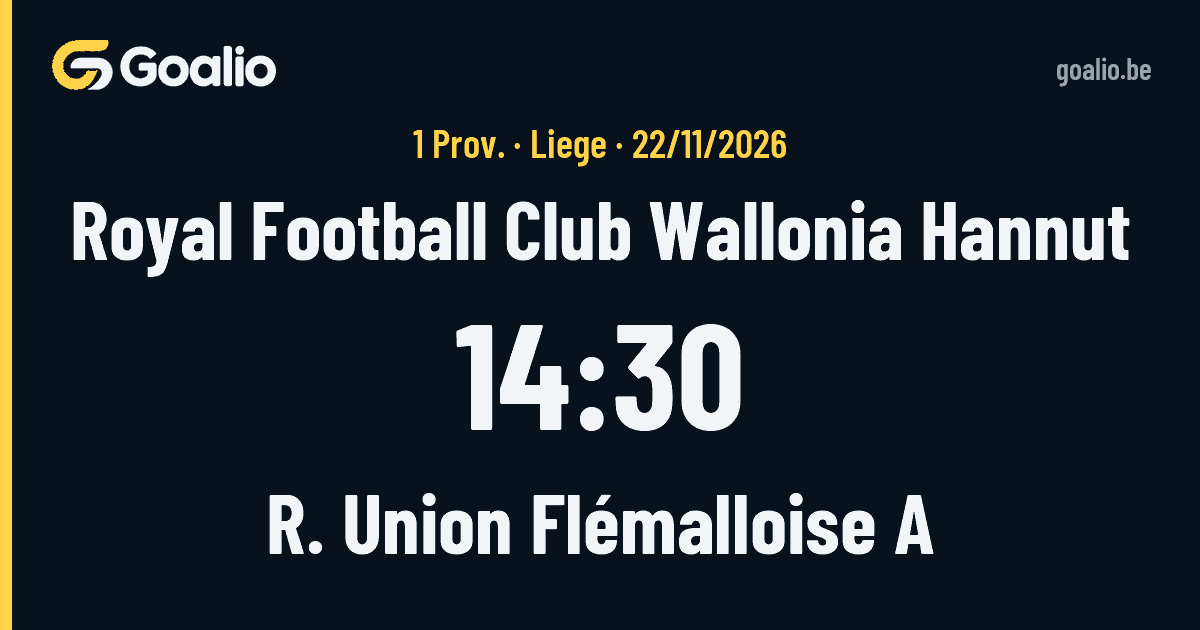 Goalio
goalio.be
1 Prov. · Liege · 22/11/2026
Royal Football Club Wallonia Hannut
14:30
R. Union Flémalloise A